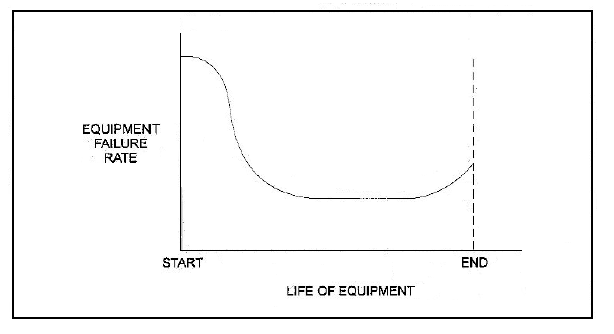 EQUIPMENT
FAILURE
RATE
START
END
LIFE OF EQUIPMENT